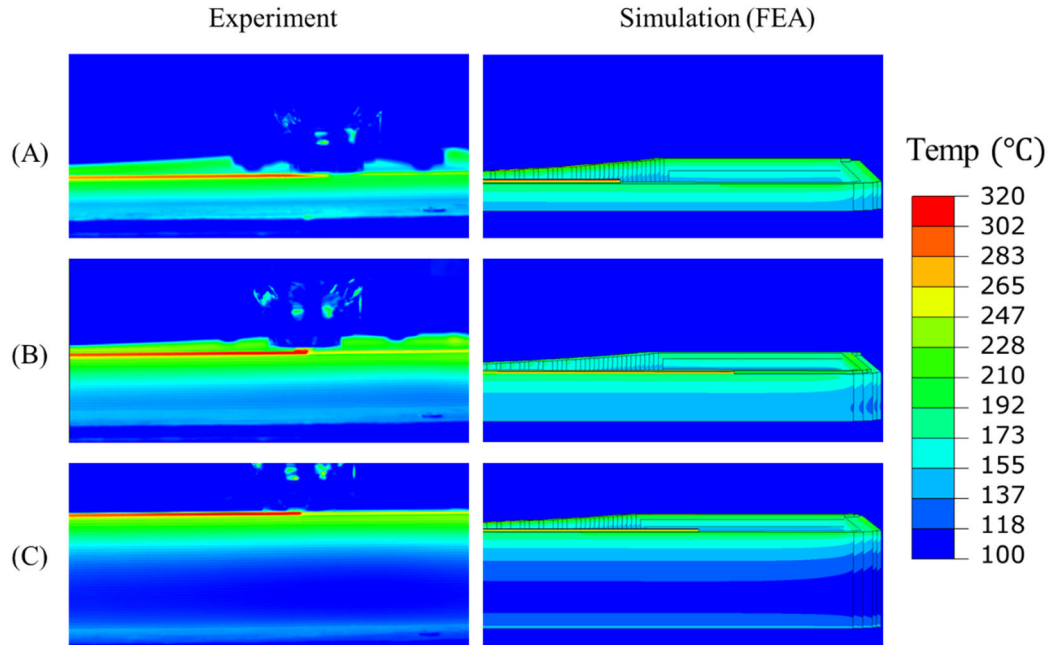 Experiment
Simulation (FEA)
(A)
(B)
(C)
Temp (℃)
320
302
283
265
247
228
210
192
173
155
137
118
100